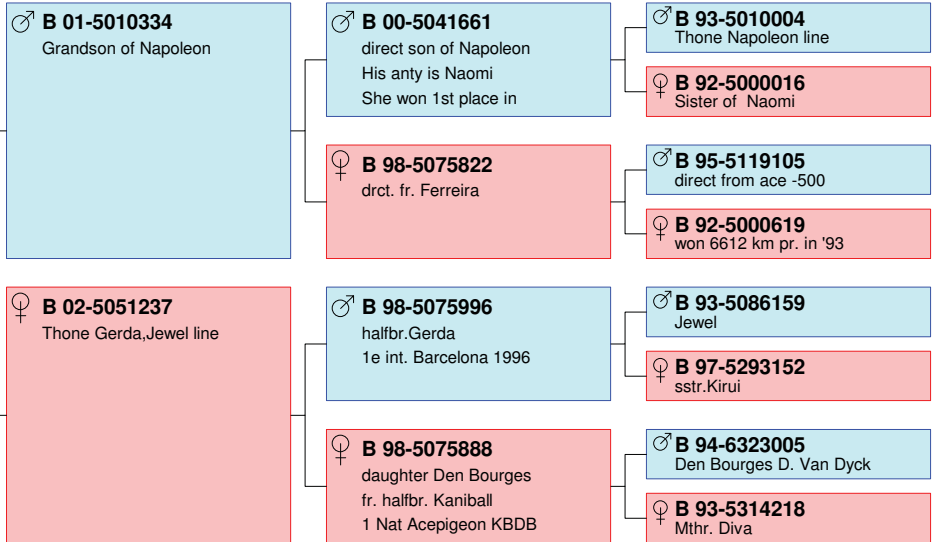 B 01-5010334
Grandson of Napoleon
B 00-5041661
direct son of Napoleon
His anty is Naomi
She won 1st place in
B 93-5010004
Thone Napoleon line
B 92-5000016
Sister of Naomi
B 98-5075822
drct. fr. Ferreira
B 95-5119105
direct from ace -500
B 92-5000619
won 6612 km pr. in '93
B 02-5051237
Thone Gerda,Jewel line
B 98-5075996
halfbr.Gerda
1e int. Barcelona 1996
B 93-5086159
Jewel
B 97-5293152
sstr.Kirui
B 98-5075888
daughter Den Bourges
fr. halfbr. Kaniball
1 Nat Acepigeon KBDB
B 94-6323005
Den Bourges D. Van Dyck
B 93-5314218
Mthr. Diva